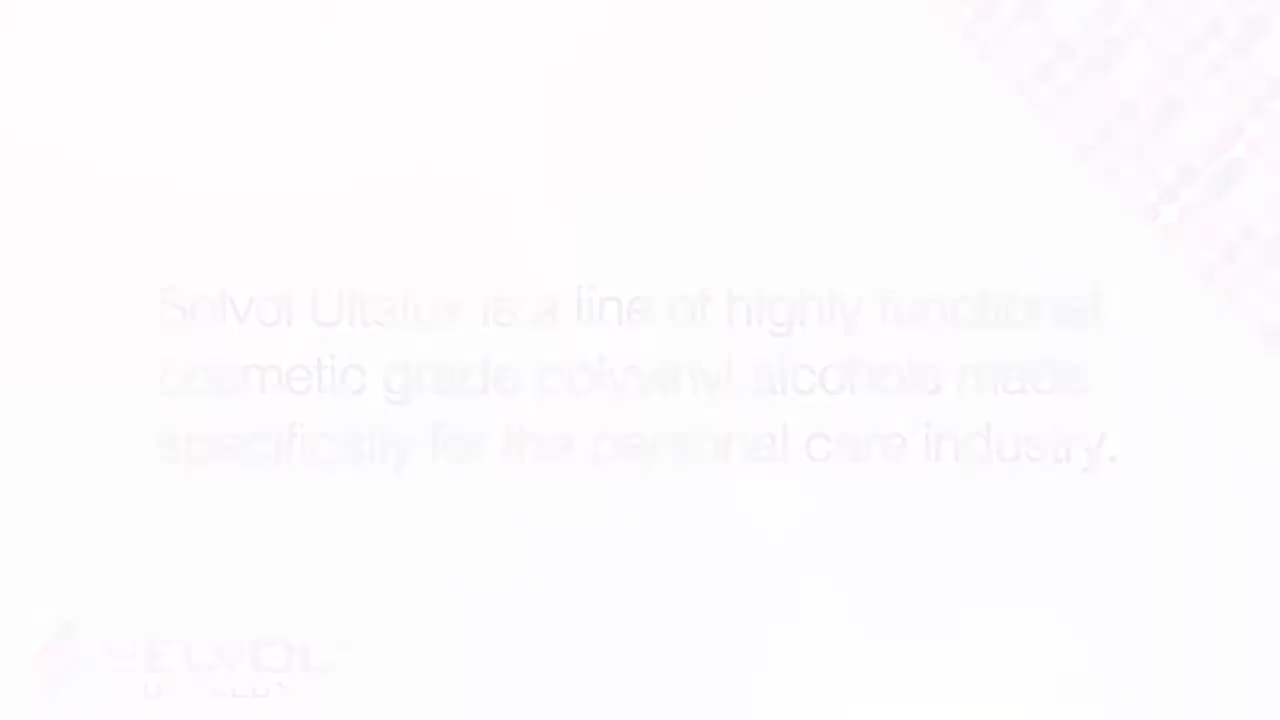 Selvol Ultalux is a line of highly functional
cosmetic grade polyvinyl alcohols made
specifically for the personal care industry.
SELVOL